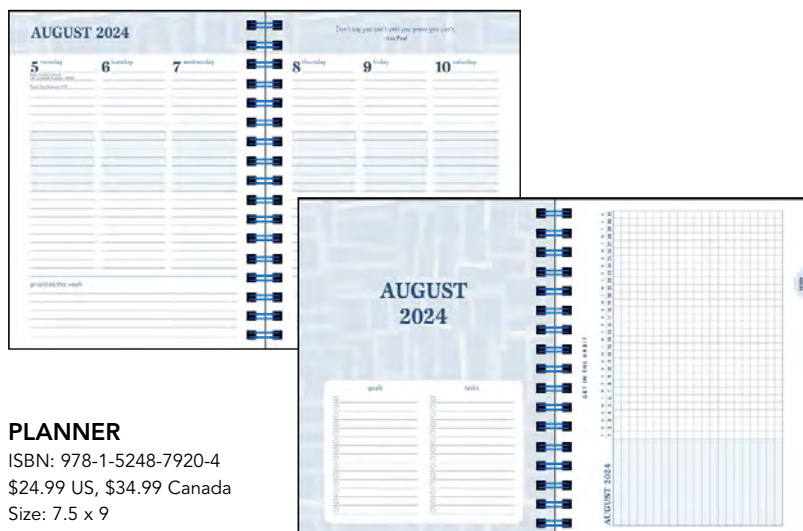 AUGUST 2024
Don't say you can't until you prove you can't.
–Les Paul
5 monday
6 tuesday
7 wednesday
8 thursday
9 friday
10 saturday
priorities this week
AUGUST
2024
goals
tasks
GET IN THE HABIT
AUGUST 2024
PLANNER
ISBN: 978-1-5248-7920-4
$24.99 US, $34.99 Canada
Size: 7.5 x 9